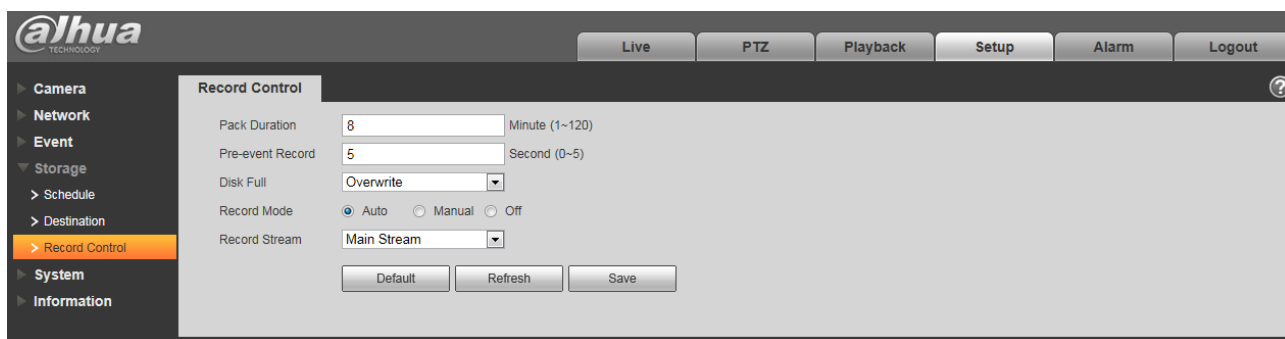 alhua
TECHNOLOGY
Live PTZ Playback Setup Alarm Logout
Camera
Network
Event
Storage
> Schedule
> Destination
> Record Control
System
Information
Record Control
?
Pack Duration 8 Minute (1~120)
Pre-event Record 5 Second (0~5)
Disk Full Overwrite
Record Mode Auto Manual Off
Record Stream Main Stream
Default Refresh Save